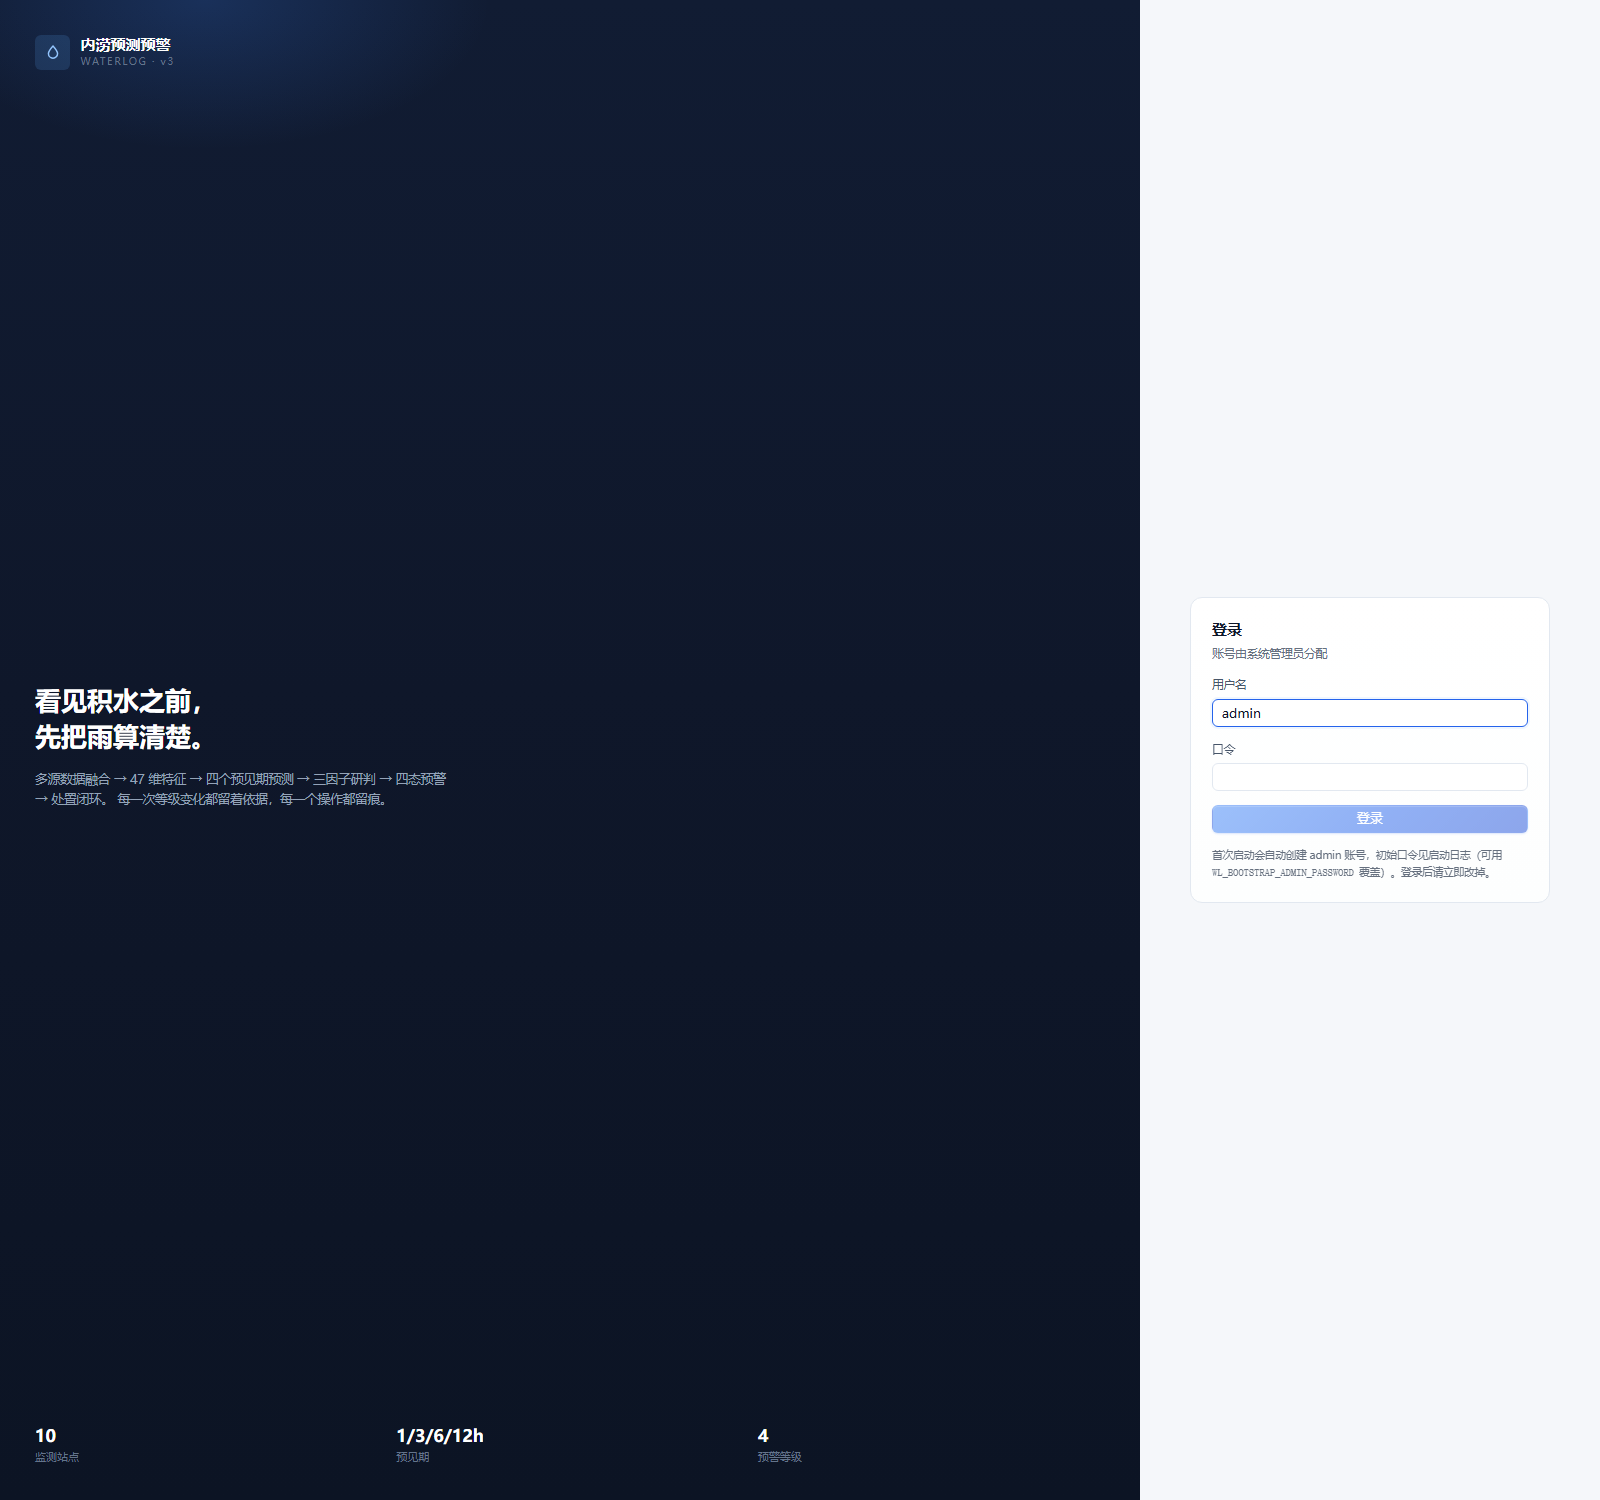 内涝预测预警
WATERLOG · v3
看见积水之前，
先把雨算清楚。
多源数据融合 → 47 维特征 → 四个预见期预测 → 三因子研判 → 四态预警
→ 处置闭环。 每一次等级变化都留着依据，每一个操作都留痕。
10
监测站点
1/3/6/12h
预见期
4
预警等级
登录
账号由系统管理员分配
用户名
admin
口令
登录
首次启动会自动创建 admin 账号，初始口令见启动日志（可用
WL_BOOTSTRAP_ADMIN_PASSWORD 覆盖）。登录后请立即改掉。